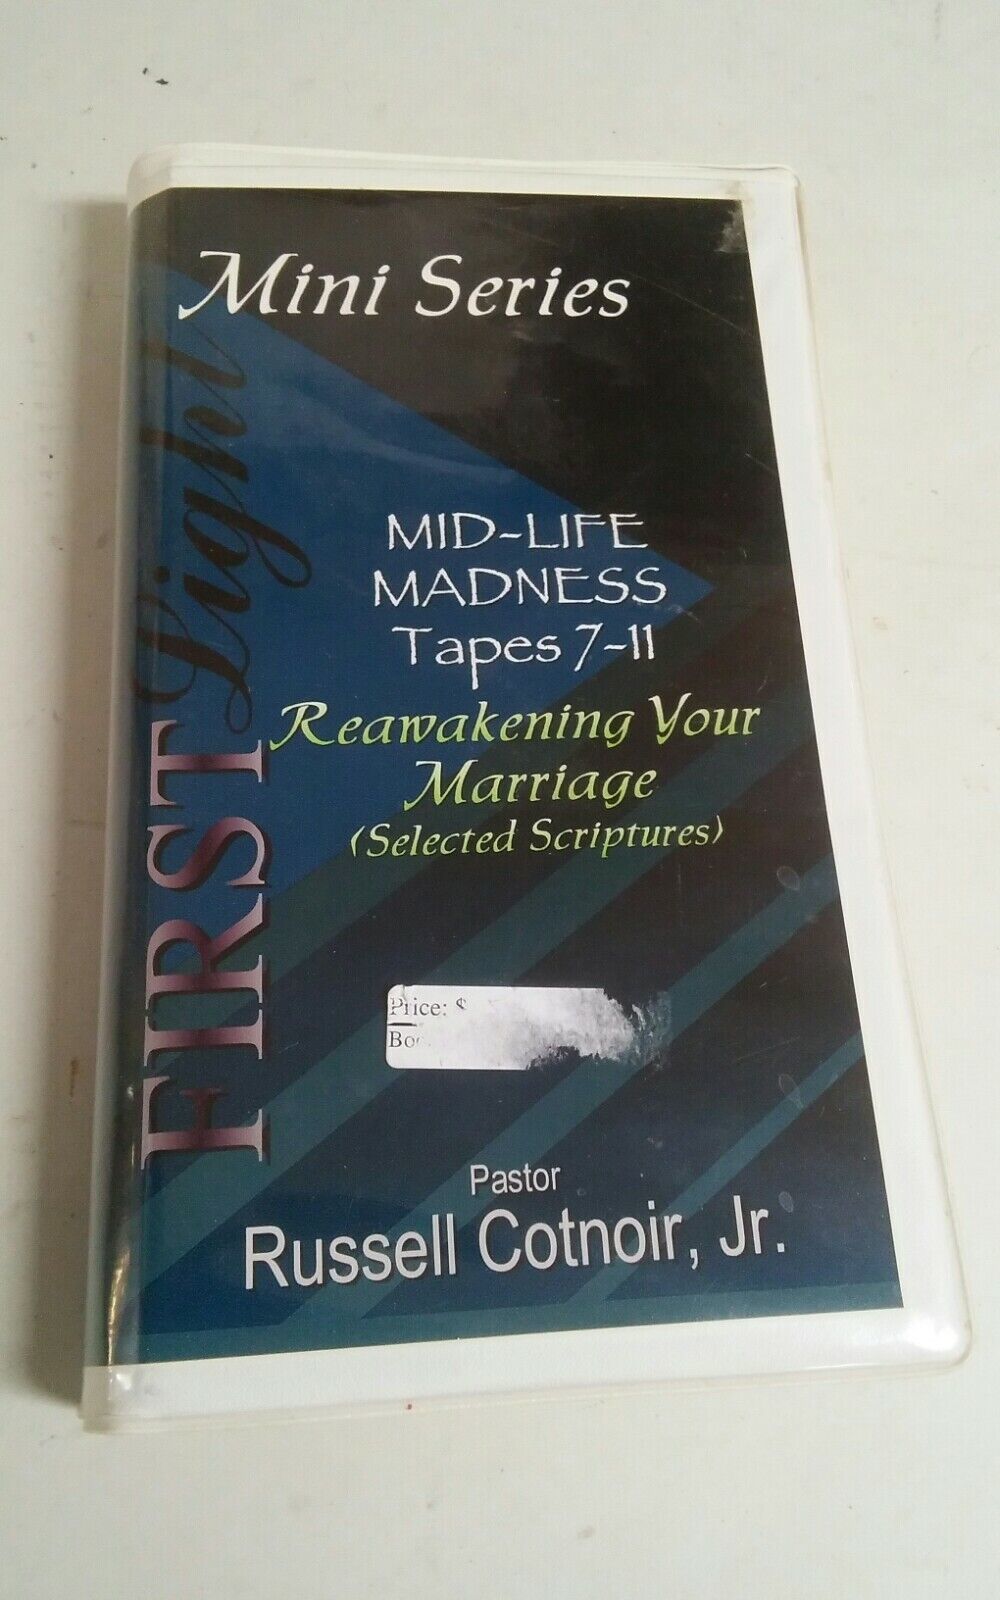 Mini Series
FIRST Light
MID-LIFE
MADNESS
Tapes 7-11
Reawakening Your
Marriage
(Selected Scriptures)
Price: $
Pastor
Russell Cotnoir, Jr.